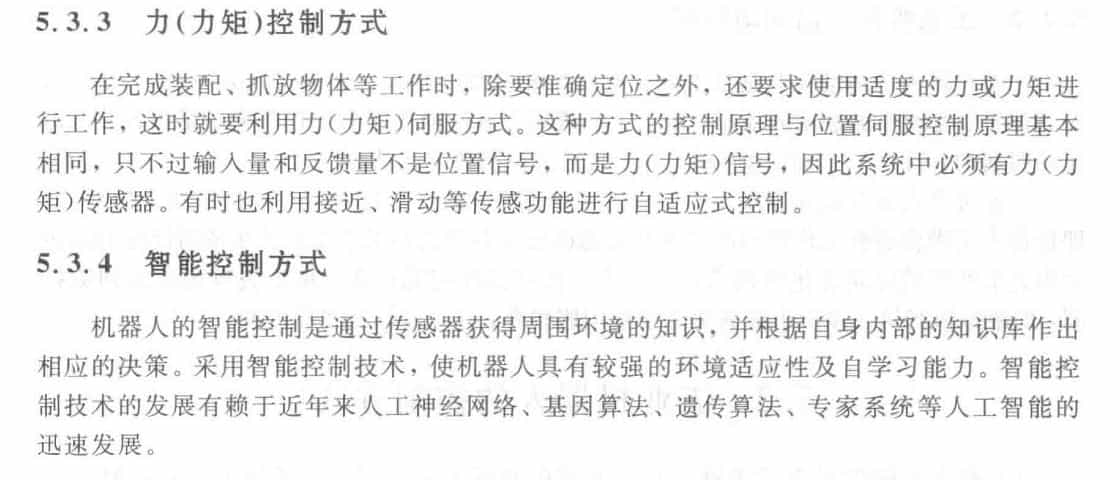 5.3.3 力(力矩)控制方式
在完成装配、抓放物体等工作时，除要准确定位之外，还要求使用适度的力或力矩进
行工作，这时就要利用力(力矩)伺服方式。这种方式的控制原理与位置伺服控制原理基本
相同，只不过输入量和反馈量不是位置信号，而是力(力矩)信号，因此系统中必须有力(力
矩)传感器。有时也利用接近、滑动等传感功能进行自适应式控制。
5.3.4 智能控制方式
机器人的智能控制是通过传感器获得周围环境的知识，并根据自身内部的知识库作出
相应的决策。采用智能控制技术，使机器人具有较强的环境适应性及自学习能力。智能控
制技术的发展有赖于近年来人工神经网络、基因算法、遗传算法、专家系统等人工智能的
迅速发展。